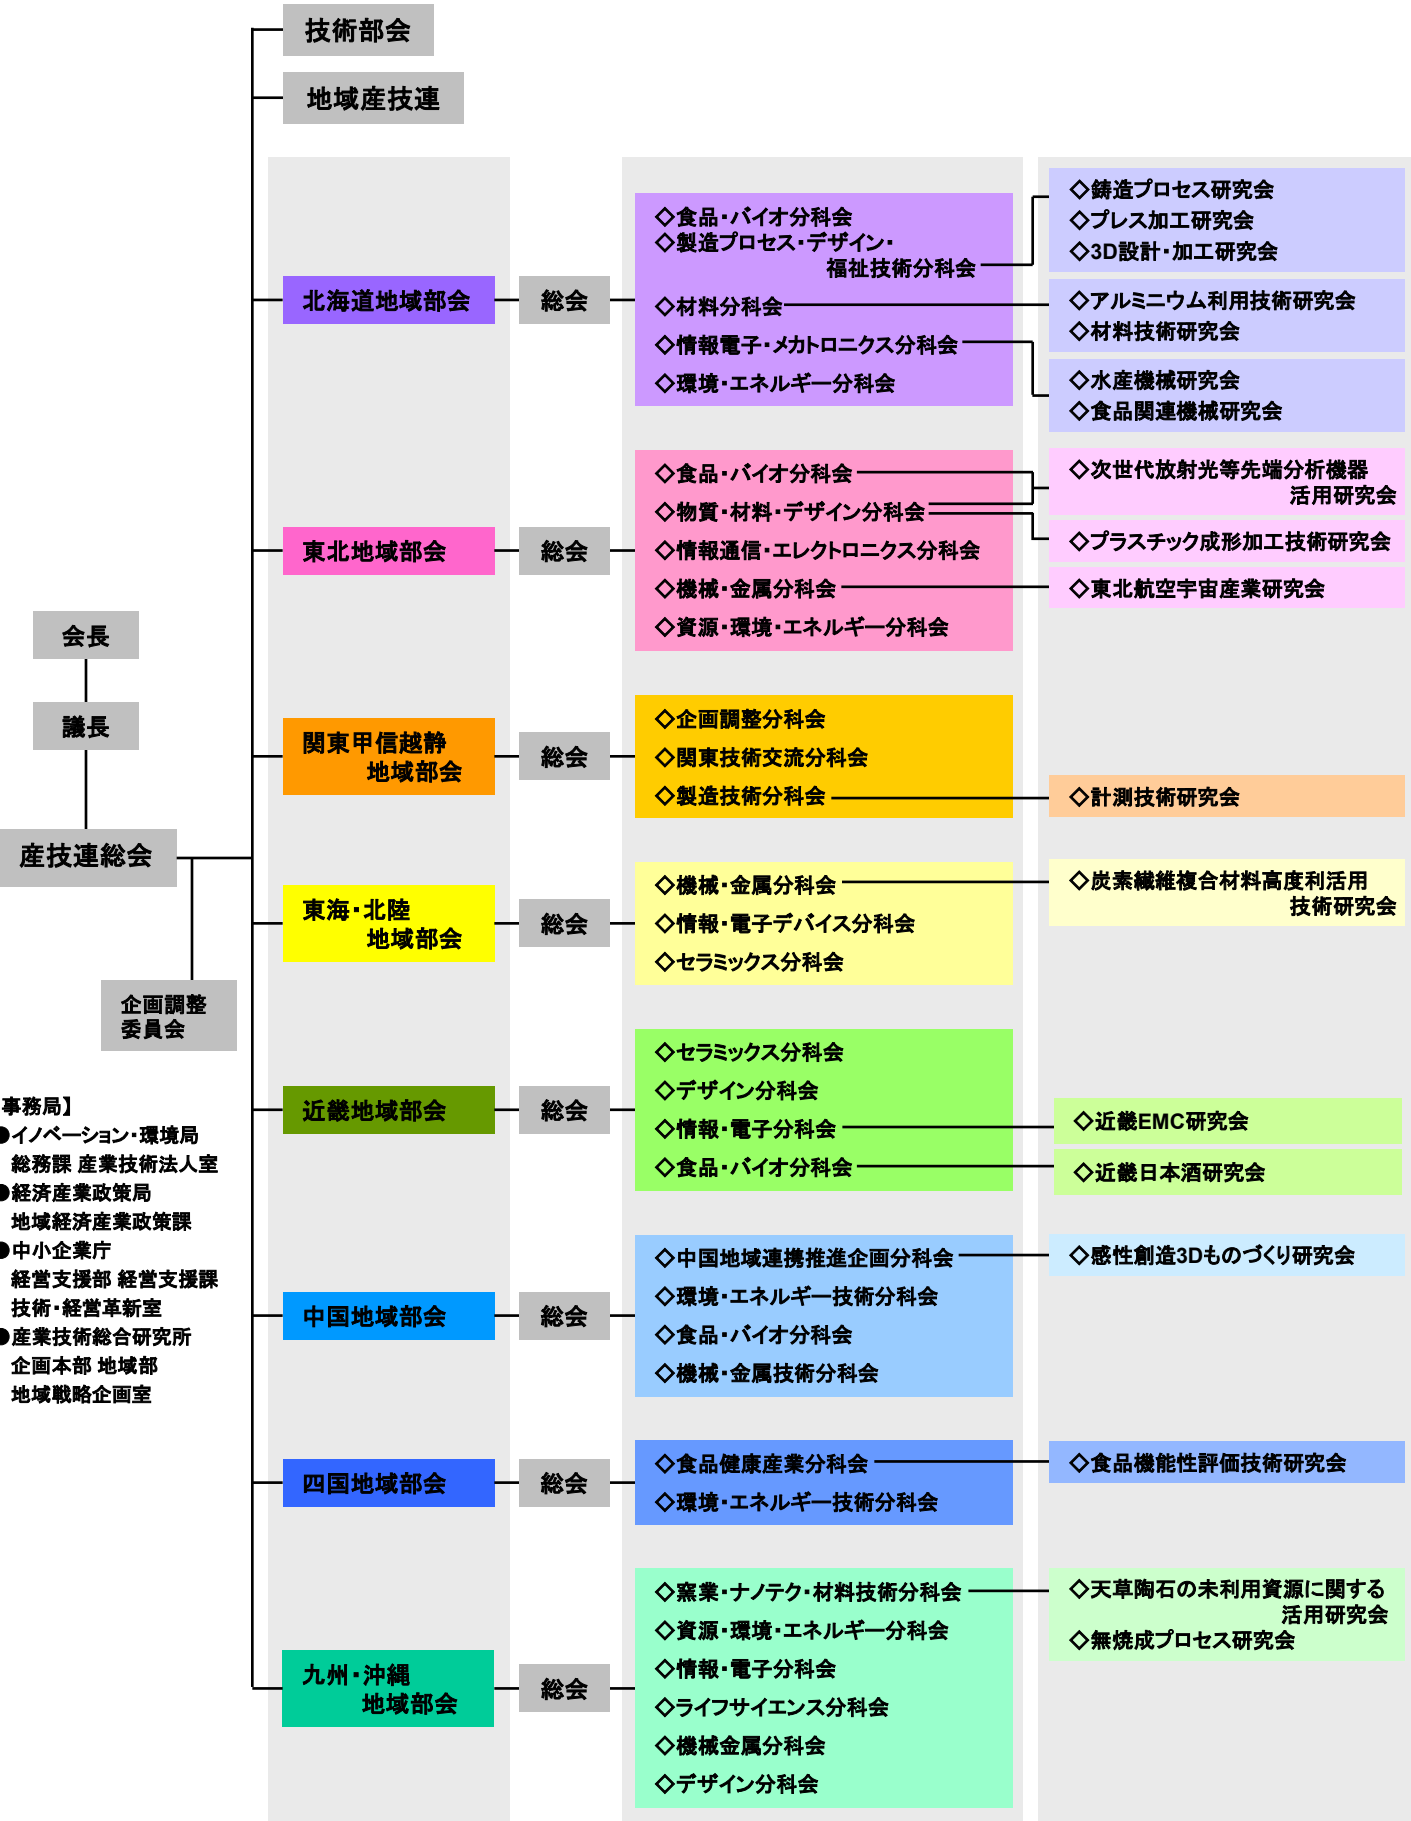 技術部会
地域産技連
北海道地域部会
総会
◇食品・バイオ分科会
◇製造プロセス・デザイン・
福祉技術分科会
◇材料分科会
◇情報電子・メカトロニクス分科会
◇環境・エネルギー分科会
◇鋳造プロセス研究会
◇プレス加工研究会
◇3D設計・加工研究会
◇アルミニウム利用技術研究会
◇材料技術研究会
◇水産機械研究会
◇食品関連機械研究会
東北地域部会
総会
◇食品・バイオ分科会
◇物質・材料・デザイン分科会
◇情報通信・エレクトロニクス分科会
◇機械・金属分科会
◇資源・環境・エネルギー分科会
◇次世代放射光等先端分析機器
活用研究会
◇プラスチック成形加工技術研究会
◇東北航空宇宙産業研究会
会長
議長
産技連総会
企画調整
委員会
関東甲信越静
地域部会
総会
◇企画調整分科会
◇関東技術交流分科会
◇製造技術分科会
◇計測技術研究会
東海・北陸
地域部会
総会
◇機械・金属分科会
◇情報・電子デバイス分科会
◇セラミックス分科会
◇炭素繊維複合材料高度利活用
技術研究会
近畿地域部会
総会
◇セラミックス分科会
◇デザイン分科会
◇情報・電子分科会
◇食品・バイオ分科会
◇近畿EMC研究会
◇近畿日本酒研究会
事務局】
●イノベーション・環境局
総務課 産業技術法人室
●経済産業政策局
地域経済産業政策課
●中小企業庁
経営支援部 経営支援課
技術・経営革新室
●産業技術総合研究所
企画本部 地域部
地域戦略企画室
中国地域部会
総会
◇中国地域連携推進企画分科会
◇環境・エネルギー技術分科会
◇食品・バイオ分科会
◇機械・金属技術分科会
◇感性創造3Dものづくり研究会
四国地域部会
総会
◇食品健康産業分科会
◇環境・エネルギー技術分科会
◇食品機能性評価技術研究会
九州・沖縄
地域部会
総会
◇窯業・ナノテク・材料技術分科会
◇資源・環境・エネルギー分科会
◇情報・電子分科会
◇ライフサイエンス分科会
◇機械金属分科会
◇デザイン分科会
◇天草陶石の未利用資源に関する
活用研究会
◇無焼成プロセス研究会